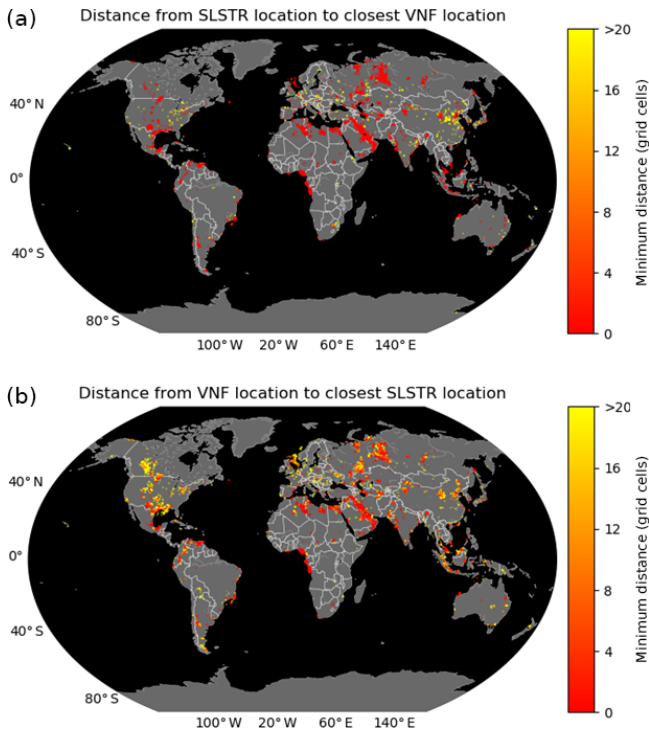 (a)
Distance from SLSTR location to closest VNF location
40°N
0°
40°S
80°S
100°W 20°W 60°E 140°E
>20
16
12
8
4
0
Minimum distance (grid cells)
(b)
Distance from VNF location to closest SLSTR location
40°N
0°
40°S
80°S
100°W 20°W 60°E 140°E
>20
16
12
8
4
0
Minimum distance (grid cells)